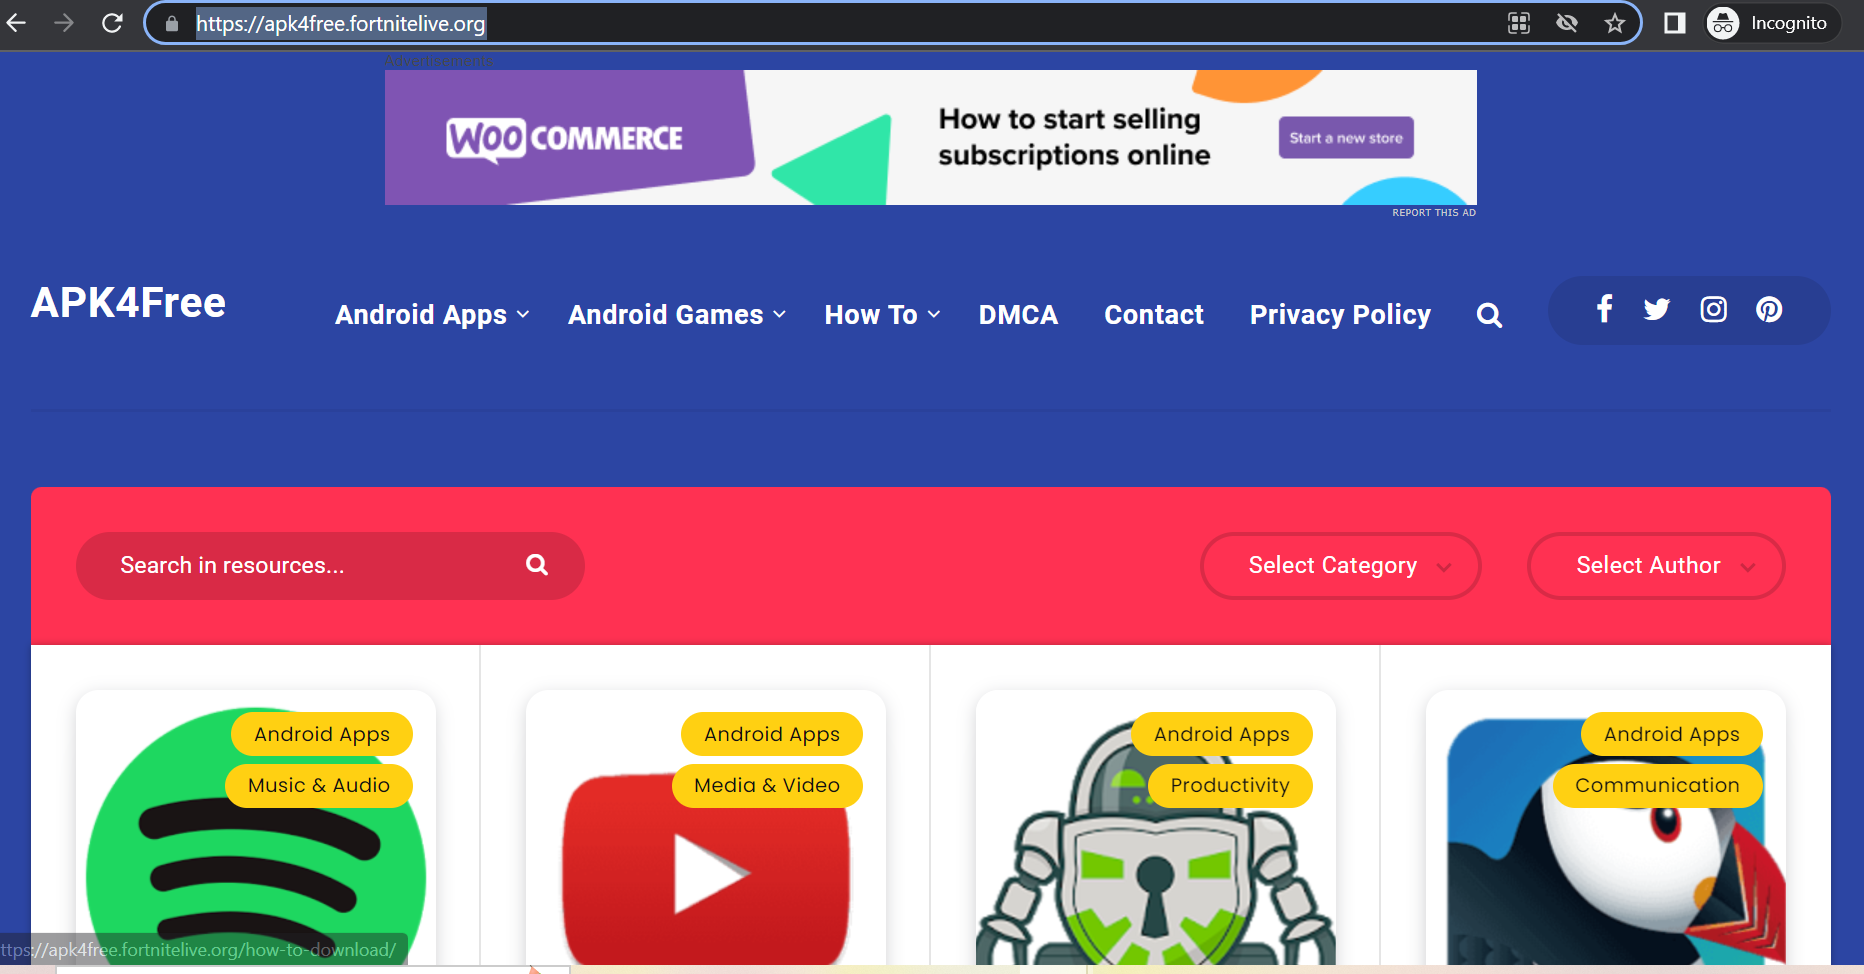 https://apk4free.fortnitelive.org
Incognito
Advertisements
WOO COMMERCE
How to start selling
subscriptions online
Start a new store
REPORT THIS AD
APK4Free
Android Apps
Android Games
How To
DMCA
Contact
Privacy Policy
Search in resources...
Select Category
Select Author
Android Apps
Music & Audio
Android Apps
Media & Video
Android Apps
Productivity
Android Apps
Communication
ttps://apk4free.fortnitelive.org/how-to-download/